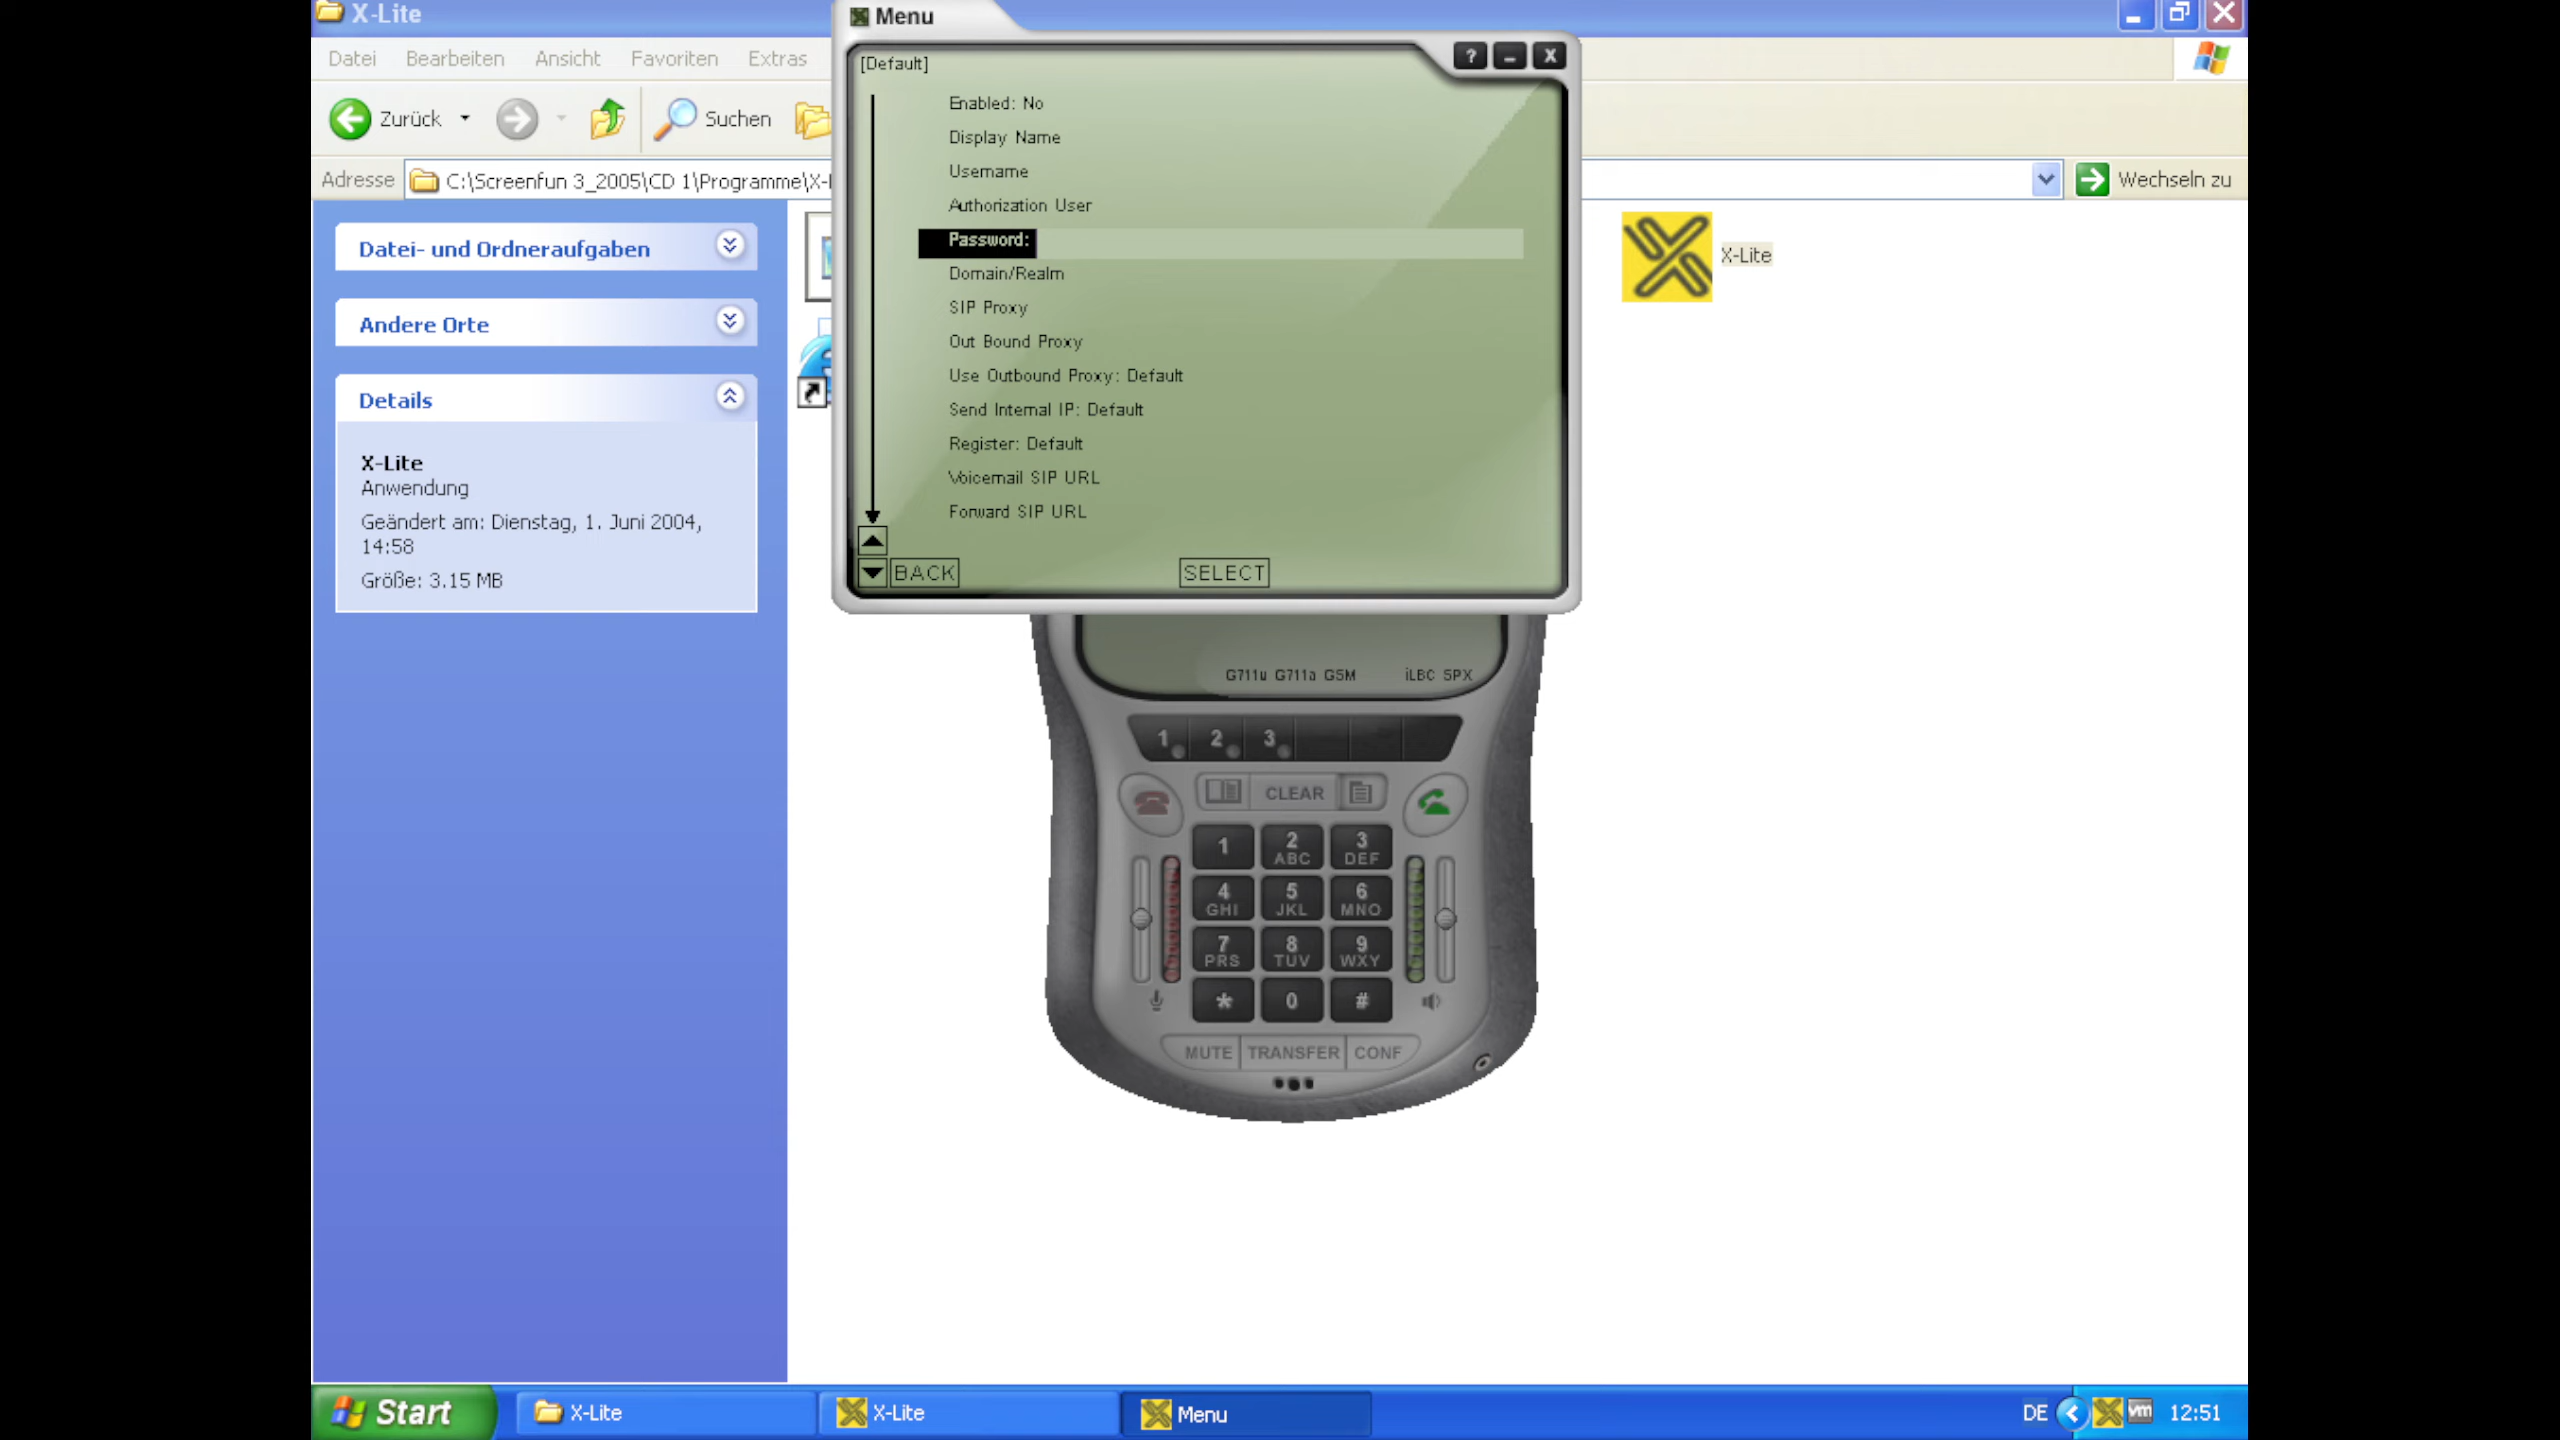 X-Lite
Menu
Datei Bearbeiten Ansicht Favoriten Extras
[Default]
?
X
Zurück
Suchen
Adresse
C:\Screenfun 3_2005\CD 1\Programme\X-
Wechseln zu
Enabled: No
Display Name
Username
Authorization User
Password:
Domain/Realm
SIP Proxy
Out Bound Proxy
Use Outbound Proxy: Default
Send Internal IP: Default
Register: Default
Voicemail SIP URL
Forward SIP URL
BACK
SELECT
Datei- und Ordneraufgaben
Andere Orte
Details
X-Lite
Anwendung
Geändert am: Dienstag, 1. Juni 2004,
14:58
Größe: 3.15 MB
X-Lite
G711u G711a GSM iLBC SPX
1 2 3
CLEAR
1 2 3
ABC DEF
4 5 6
GHI JKL MNO
7 8 9
PRS TUV WXY
* 0 #
MUTE TRANSFER CONF
Start
X-Lite
X-Lite
Menu
DE
vm
12:51